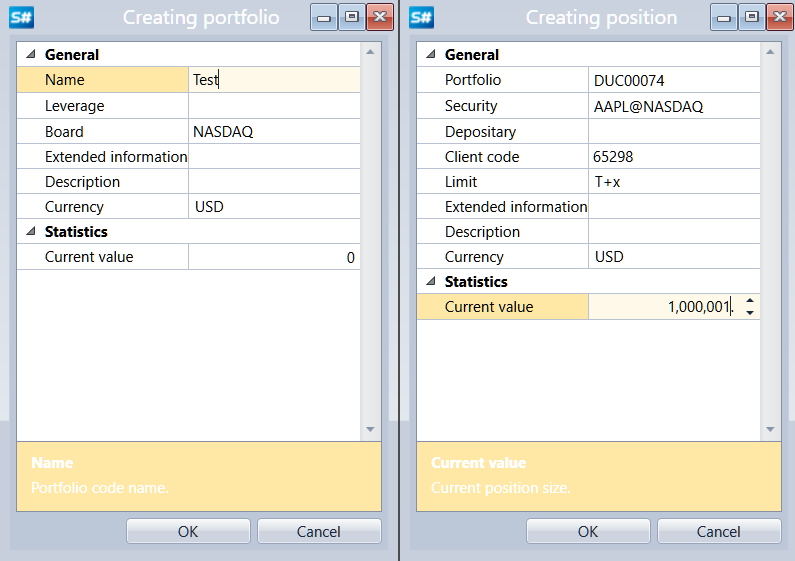 S# Creating portfolio
General
Name Test
Leverage
Board NASDAQ
Extended information
Description
Currency USD
Statistics
Current value 0
Name
Portfolio code name.
OK Cancel
S# Creating position
General
Portfolio DUC00074
Security AAPL@NASDAQ
Depositary
Client code 65298
Limit T+x
Extended information
Description
Currency USD
Statistics
Current value 1,000,001.
Current value
Current position size.
OK Cancel